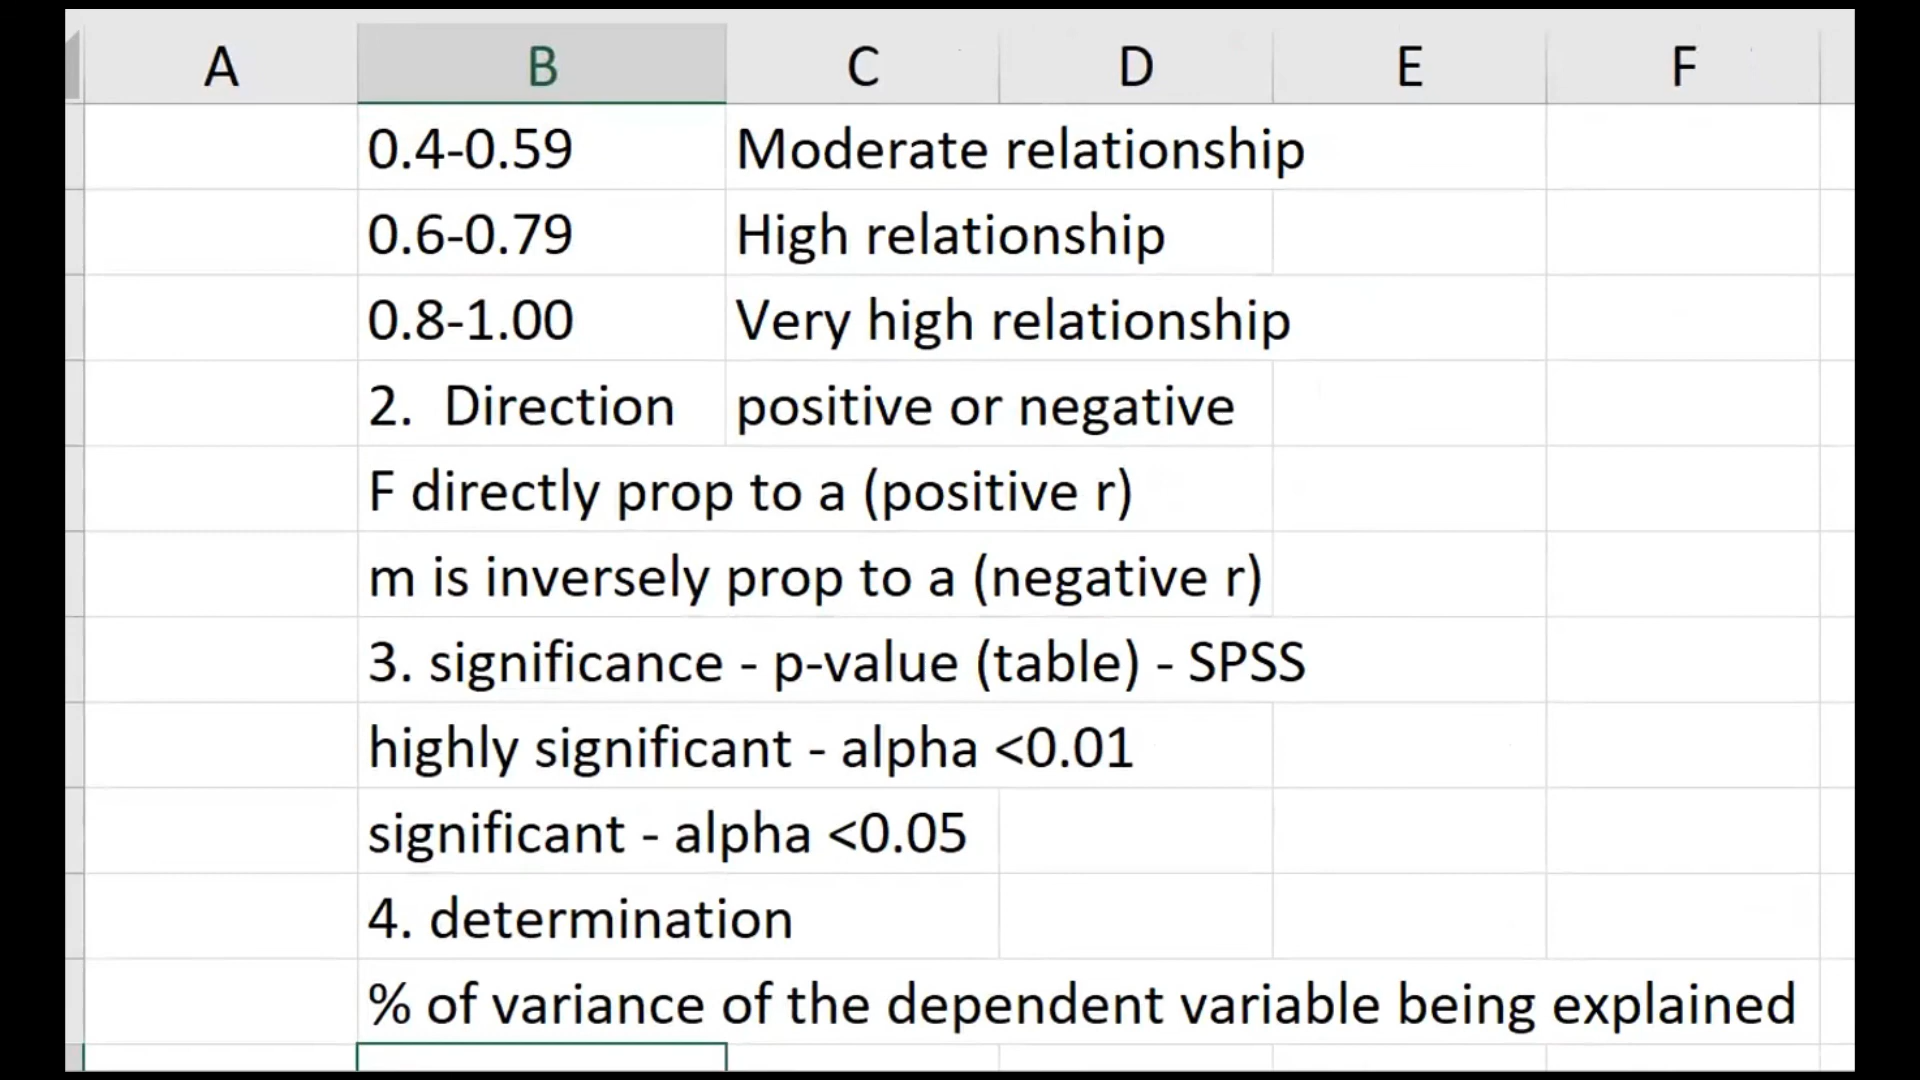 A B C D E F
0.4-0.59 Moderate relationship
0.6-0.79 High relationship
0.8-1.00 Very high relationship
2.  Direction positive or negative
F directly prop to a (positive r)
m is inversely prop to a (negative r)
3. significance - p-value (table) - SPSS
highly significant - alpha <0.01
significant - alpha <0.05
4. determination
% of variance of the dependent variable being explained